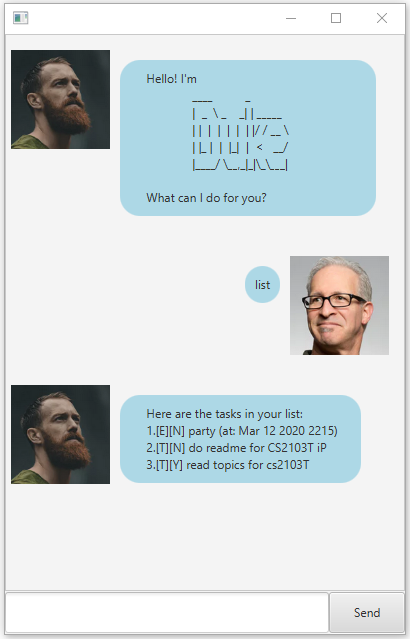 Hello! I'm
 ____        _
|  _  \ _   _| | _____
| | |  |  |  |  | |/ / __ \
| |_|  |  |_|  |   <   __/
|____/ \__,_|_|\_\___|
What can I do for you?
list
Here are the tasks in your list:
1.[E][N] party (at: Mar 12 2020 2215)
2.[T][N] do readme for CS2103T iP
3.[T][Y] read topics for cs2103T
Send